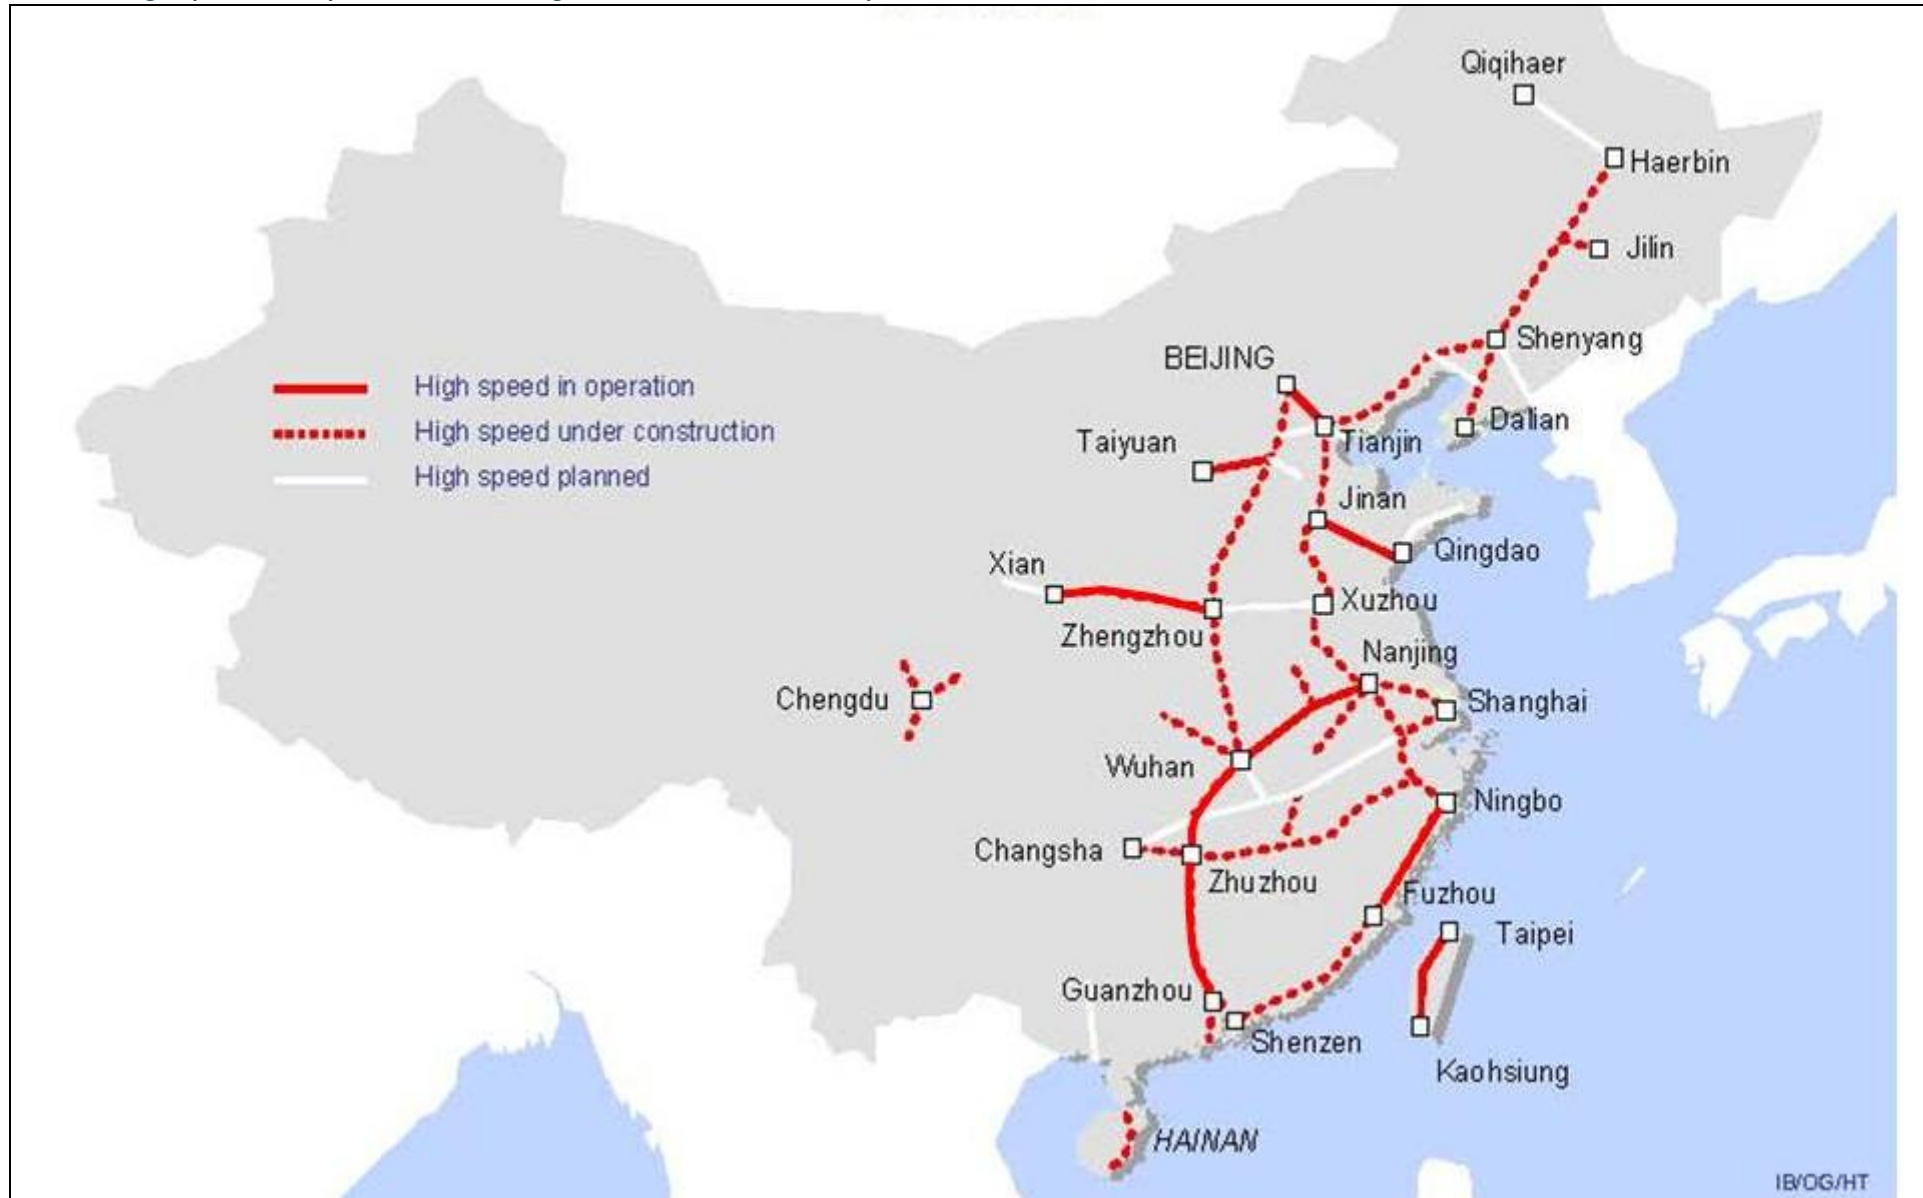 Qiqihaer
Haerbin
Jilin
Shenyang
BEIJING
Dalian
Taiyuan
Tianjin
High speed in operation
High speed under construction
High speed planned
Jinan
Qingdao
Xian
Xuzhou
Zhengzhou
Nanjing
Chengdu
Shanghai
Wuhan
Ningbo
Changsha
Zhuzhou
Fuzhou
Taipei
Guanzhou
Shenzen
Kaohsiung
HAINAN
IB/OG/HT